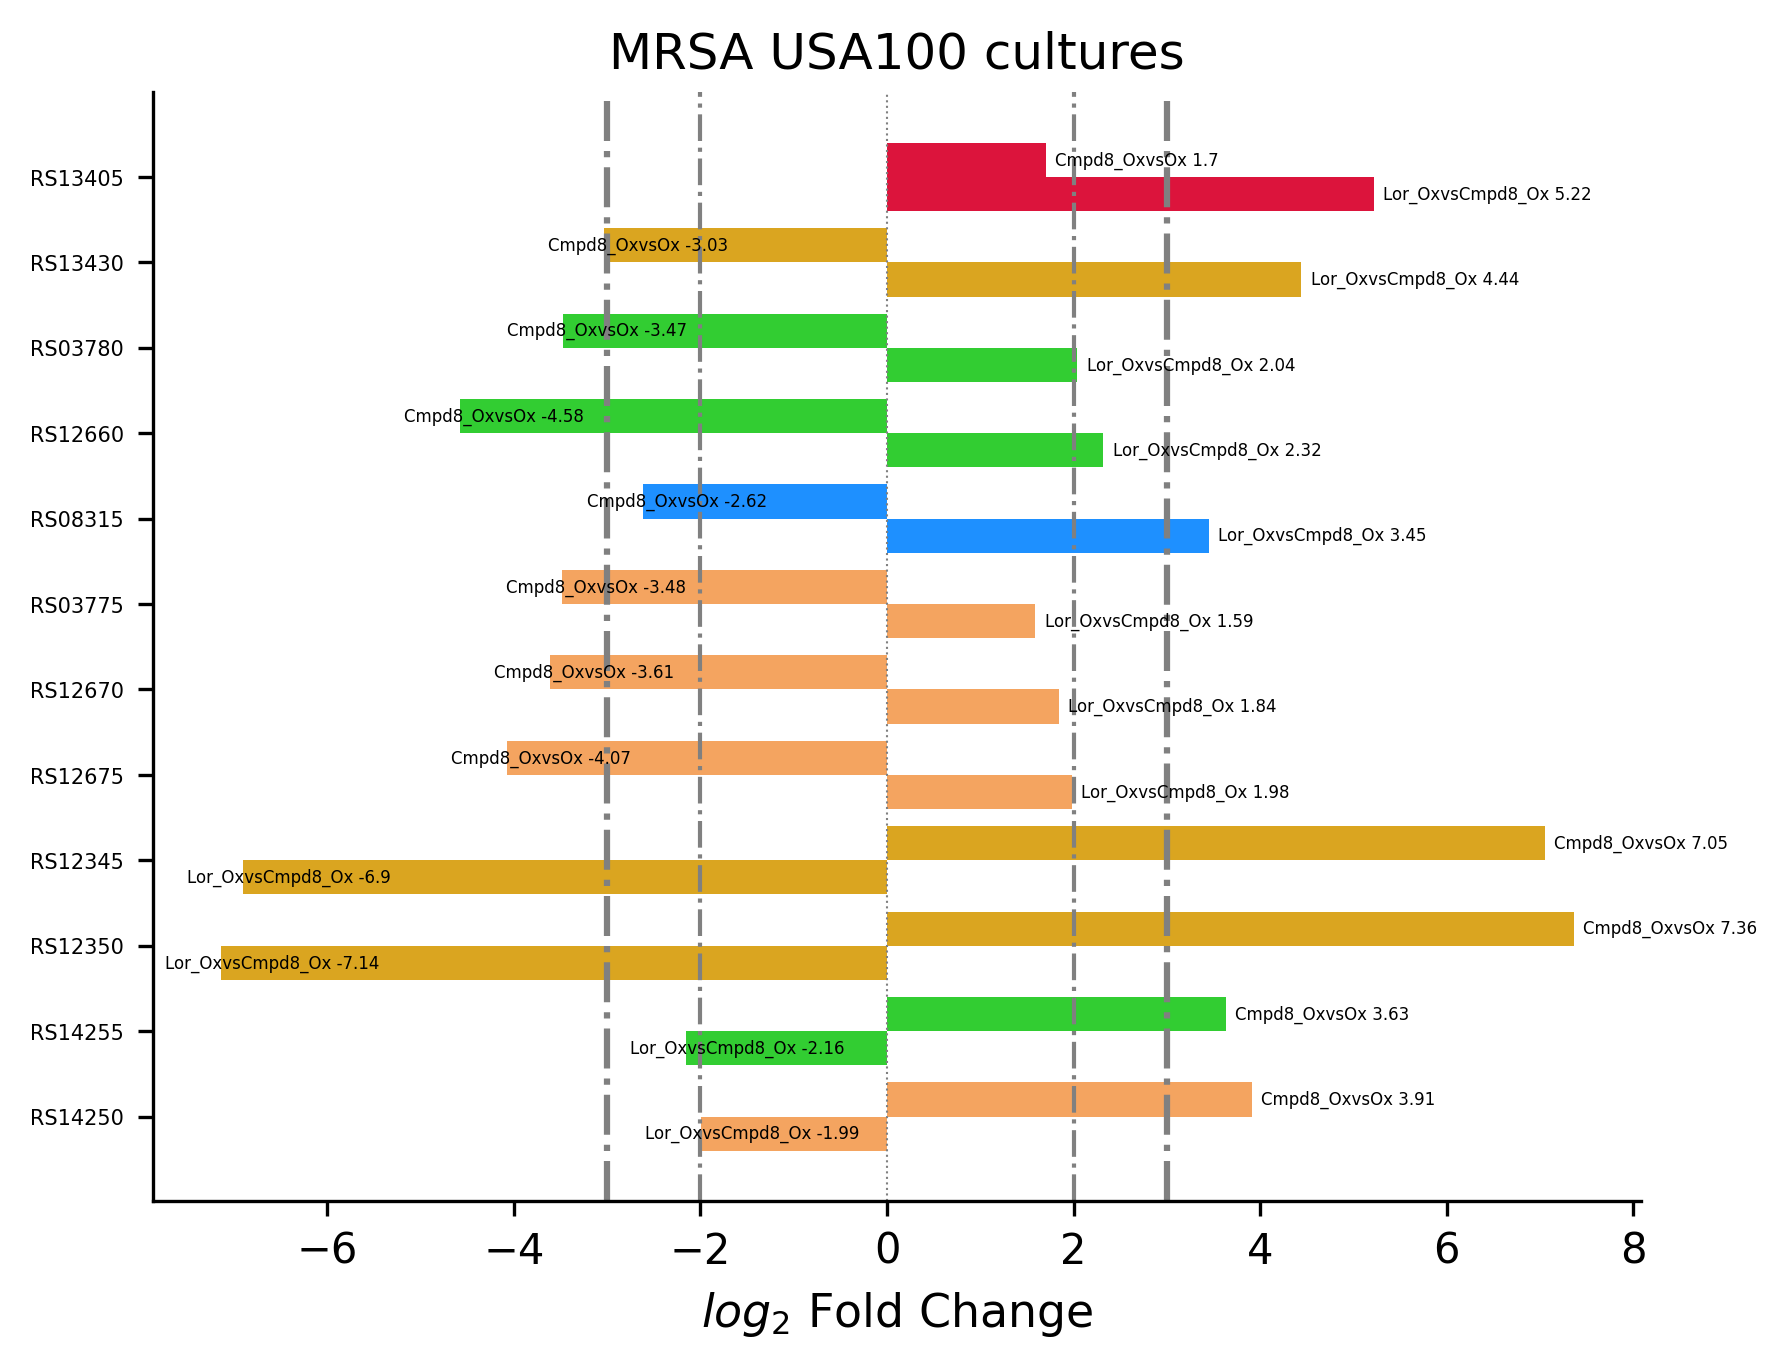 MRSA USA100 cultures
Cmpd8_OxvsOx 1.7
RS13405
Lor_OxvsCmpd8_Ox 5.22
Cmpd8_OxvsOx -3.03
RS13430
Lor_OxvsCmpd8_Ox 4.44
Cmpd8_OxvsOx -3.47
RS03780
Lor_OxvsCmpd8_Ox 2.04
Cmpd8_OxvsOx -4.58
RS12660
Lor_OxvsCmpd8_Ox 2.32
Cmpd8_OxvsOx -2.62
RS08315
Lor_OxvsCmpd8_Ox 3.45
Cmpd8_OxvsOx -3.48
RS03775
Lor_OxvsCmpd8_Ox 1.59
Cmpd8_OxvsOx -3.61
RS12670
Lor_OxvsCmpd8_Ox 1.84
Cmpd8_OxvsOx -4.07
RS12675
Lor_OxvsCmpd8_Ox 1.98
Cmpd8_OxvsOx 7.05
RS12345
Lor_OxvsCmpd8_Ox -6.9
Cmpd8_OxvsOx 7.36
RS12350
Lor_OxvsCmpd8_Ox -7.14
Cmpd8_OxvsOx 3.63
RS14255
Lor_OxvsCmpd8_Ox -2.16
Cmpd8_OxvsOx 3.91
RS14250
Lor_OxvsCmpd8_Ox -1.99
−6 −4 −2 0 2 4 6 8
log₂ Fold Change